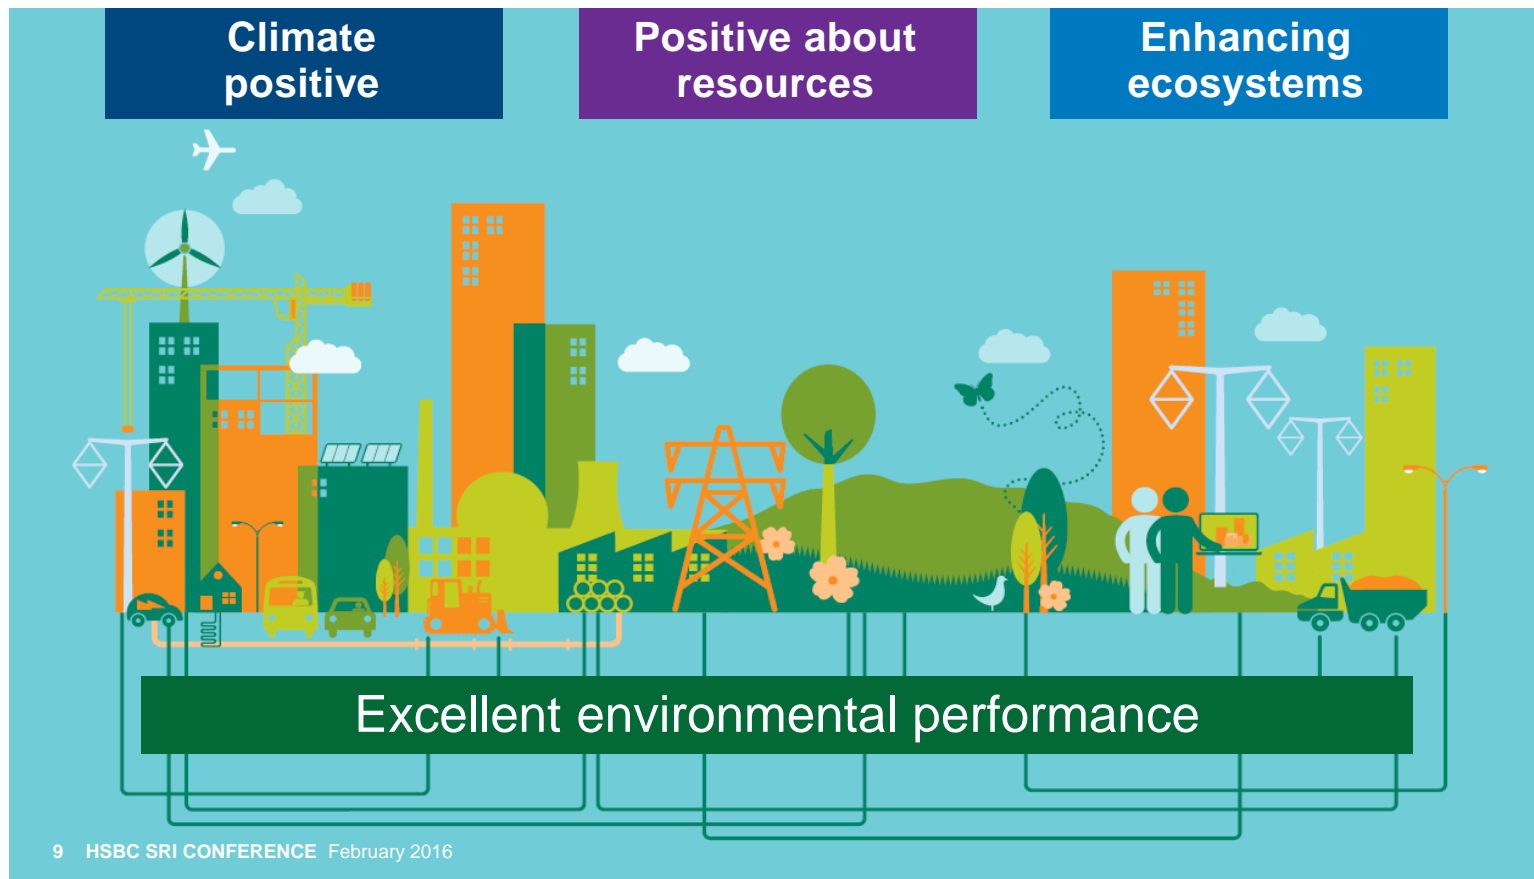 Climate
positive
Positive about
resources
Enhancing
ecosystems
Excellent environmental performance
9 HSBC SRI CONFERENCE February 2016